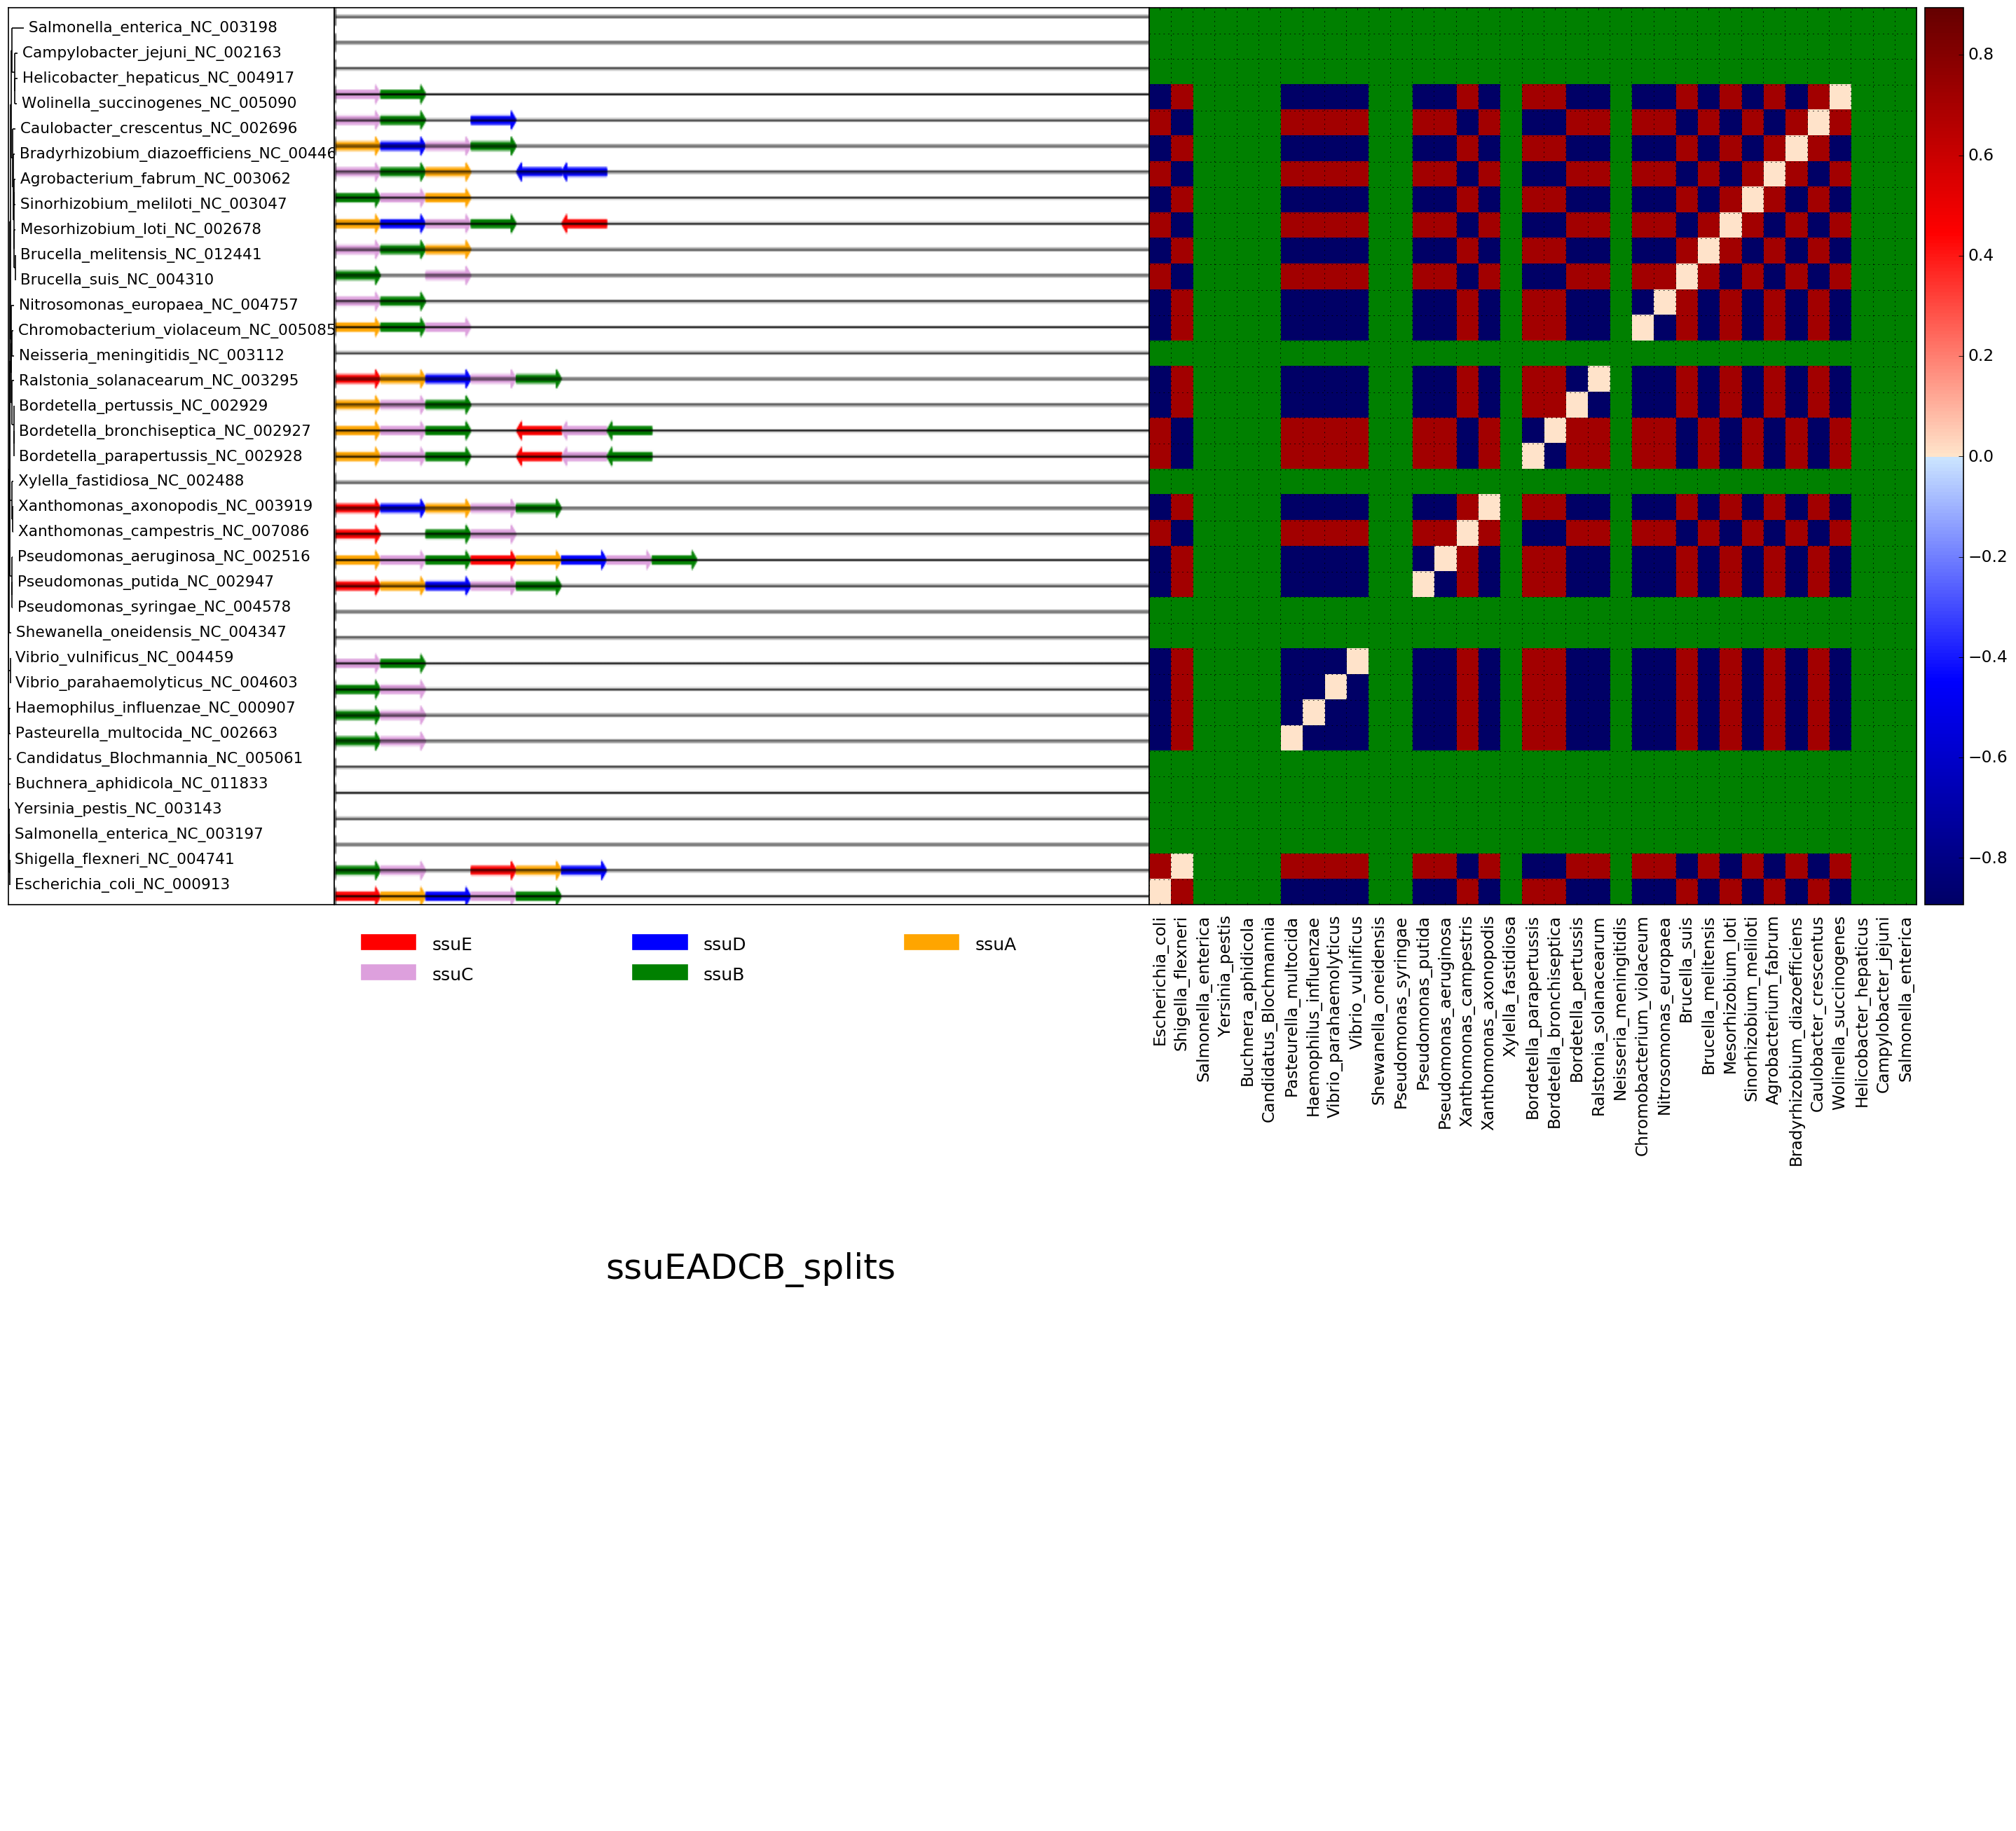 Salmonella_enterica_NC_003198
Campylobacter_jejuni_NC_002163
Helicobacter_hepaticus_NC_004917
Wolinella_succinogenes_NC_005090
Caulobacter_crescentus_NC_002696
Bradyrhizobium_diazoefficiens_NC_00446
Agrobacterium_fabrum_NC_003062
Sinorhizobium_meliloti_NC_003047
Mesorhizobium_loti_NC_002678
Brucella_melitensis_NC_012441
Brucella_suis_NC_004310
Nitrosomonas_europaea_NC_004757
Chromobacterium_violaceum_NC_005085
Neisseria_meningitidis_NC_003112
Ralstonia_solanacearum_NC_003295
Bordetella_pertussis_NC_002929
Bordetella_bronchiseptica_NC_002927
Bordetella_parapertussis_NC_002928
Xylella_fastidiosa_NC_002488
Xanthomonas_axonopodis_NC_003919
Xanthomonas_campestris_NC_007086
Pseudomonas_aeruginosa_NC_002516
Pseudomonas_putida_NC_002947
Pseudomonas_syringae_NC_004578
Shewanella_oneidensis_NC_004347
Vibrio_vulnificus_NC_004459
Vibrio_parahaemolyticus_NC_004603
Haemophilus_influenzae_NC_000907
Pasteurella_multocida_NC_002663
Candidatus_Blochmannia_NC_005061
Buchnera_aphidicola_NC_011833
Yersinia_pestis_NC_003143
Salmonella_enterica_NC_003197
Shigella_flexneri_NC_004741
Escherichia_coli_NC_000913
0.8
0.6
0.4
0.2
0.0
−0.2
−0.4
−0.6
−0.8
Escherichia_coli
Shigella_flexneri
Salmonella_enterica
Yersinia_pestis
Buchnera_aphidicola
Candidatus_Blochmannia
Pasteurella_multocida
Haemophilus_influenzae
Vibrio_parahaemolyticus
Vibrio_vulnificus
Shewanella_oneidensis
Pseudomonas_syringae
Pseudomonas_putida
Pseudomonas_aeruginosa
Xanthomonas_campestris
Xanthomonas_axonopodis
Xylella_fastidiosa
Bordetella_parapertussis
Bordetella_bronchiseptica
Bordetella_pertussis
Ralstonia_solanacearum
Neisseria_meningitidis
Chromobacterium_violaceum
Nitrosomonas_europaea
Brucella_suis
Brucella_melitensis
Mesorhizobium_loti
Sinorhizobium_meliloti
Agrobacterium_fabrum
Bradyrhizobium_diazoefficiens
Caulobacter_crescentus
Wolinella_succinogenes
Helicobacter_hepaticus
Campylobacter_jejuni
Salmonella_enterica
ssuE ssuD ssuA
ssuC ssuB
ssuEADCB_splits